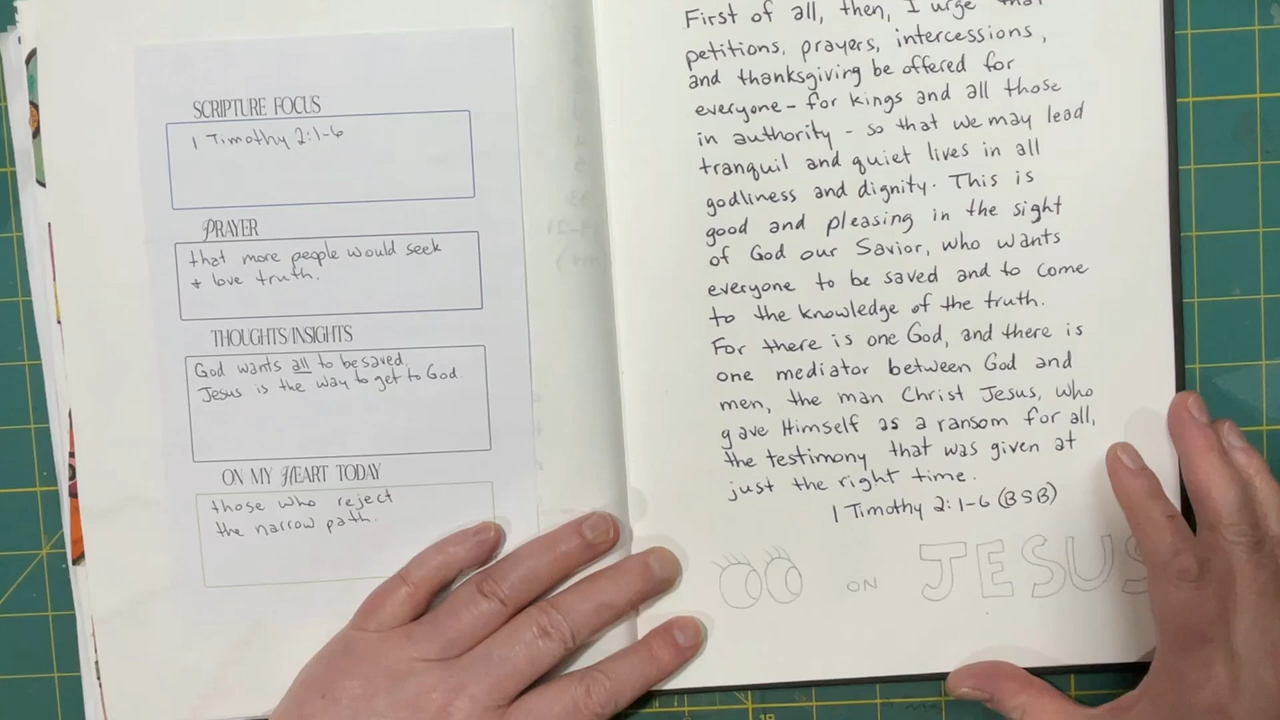 SCRIPTURE FOCUS
1 Timothy 2:1-6
PRAYER
that more people would seek
+ love truth.
THOUGHTS/INSIGHTS
God wants all to be saved.
Jesus is the way to get to God.
ON MY HEART TODAY
those who reject
the narrow path.
First of all, then, I urge that
petitions, prayers, intercessions,
and thanksgiving be offered for
everyone - for kings and all those
in authority - so that we may lead
tranquil and quiet lives in all
godliness and dignity. This is
good and pleasing in the sight
of God our Savior, who wants
everyone to be saved and to come
to the knowledge of the truth.
For there is one God, and there is
one mediator between God and
men, the man Christ Jesus, who
gave Himself as a ransom for all,
the testimony that was given at
just the right time.
1 Timothy 2:1-6 (BSB)
ON JESUS